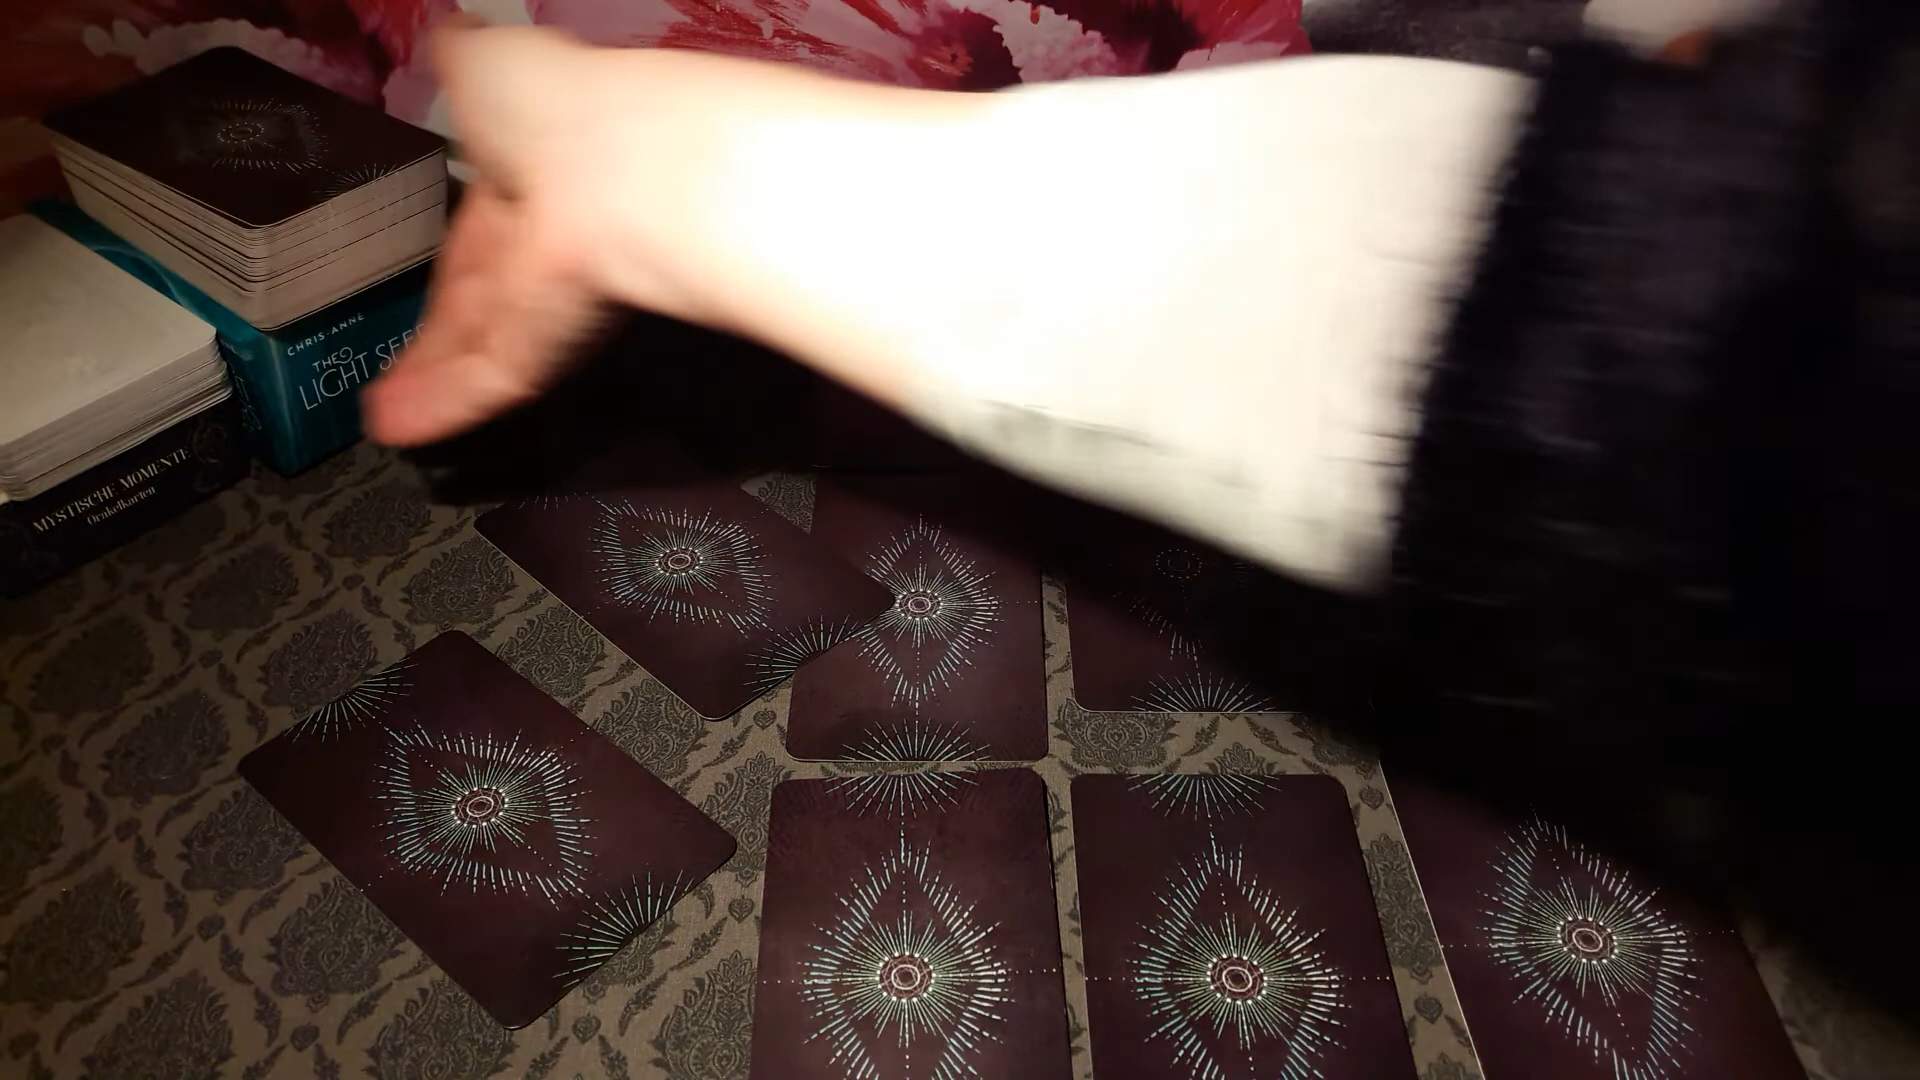 CHRIS-ANNE
THE
LIGHT SEE
MYSTISCHE MOMENTE
Orakelkarten